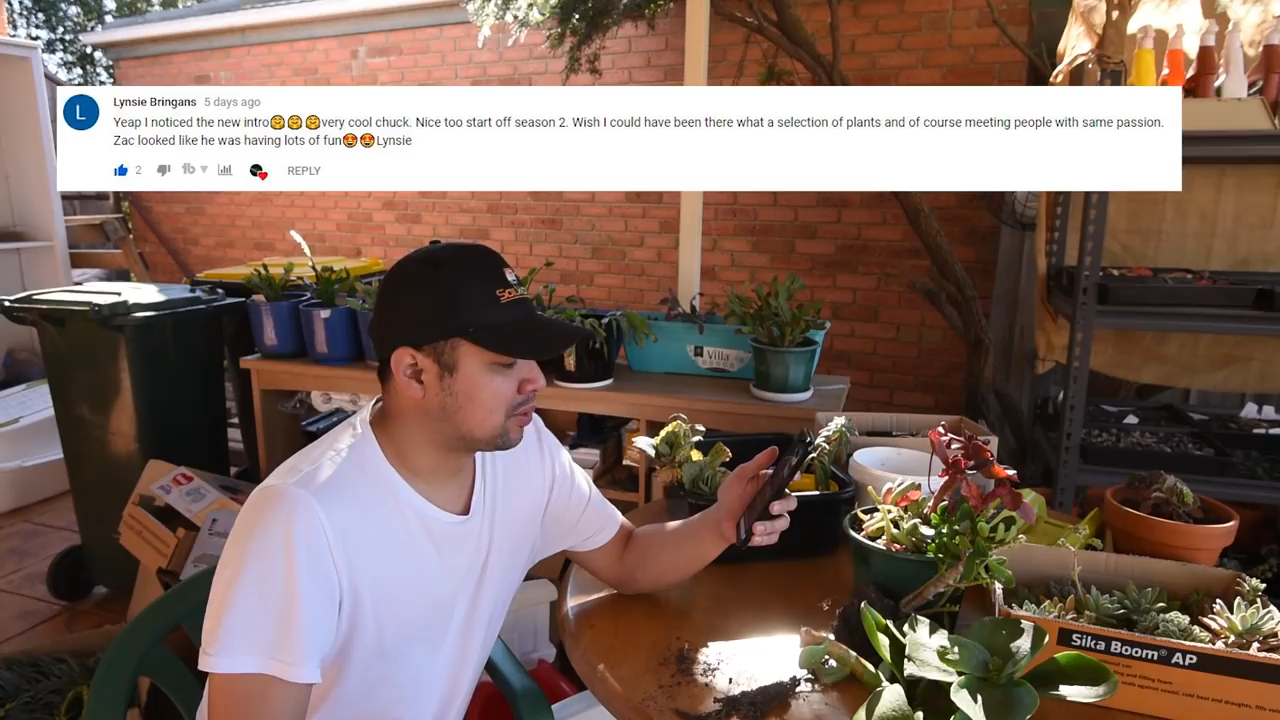 Lynsie Bringans 5 days ago
Yeap I noticed the new intro🤗🤗🤗very cool chuck. Nice too start off season 2. Wish I could have been there what a selection of plants and of course meeting people with same passion.
Zac looked like he was having lots of fun🤩🤩Lynsie
2 REPLY
Villa
Sika Boom® AP